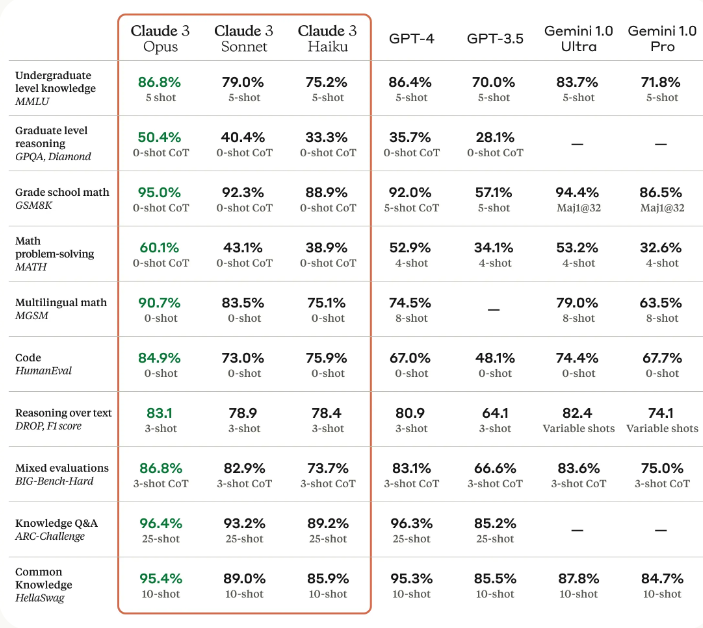 Claude 3 Opus Claude 3 Sonnet Claude 3 Haiku GPT-4 GPT-3.5 Gemini 1.0 Ultra Gemini 1.0 Pro
Undergraduate level knowledge MMLU 86.8% 79.0% 75.2% 86.4% 70.0% 83.7% 71.8%
5 shot 5-shot 5-shot 5-shot 5-shot 5-shot 5-shot
Graduate level reasoning GPQA, Diamond 50.4% 40.4% 33.3% 35.7% 28.1% — —
0-shot CoT 0-shot CoT 0-shot CoT 0-shot CoT 0-shot CoT
Grade school math GSM8K 95.0% 92.3% 88.9% 92.0% 57.1% 94.4% 86.5%
0-shot CoT 0-shot CoT 0-shot CoT 5-shot CoT 5-shot Maj1@32 Maj1@32
Math problem-solving MATH 60.1% 43.1% 38.9% 52.9% 34.1% 53.2% 32.6%
0-shot CoT 0-shot CoT 0-shot CoT 4-shot 4-shot 4-shot 4-shot
Multilingual math MGSM 90.7% 83.5% 75.1% 74.5% — 79.0% 63.5%
0-shot 0-shot 0-shot 8-shot 8-shot 8-shot
Code HumanEval 84.9% 73.0% 75.9% 67.0% 48.1% 74.4% 67.7%
0-shot 0-shot 0-shot 0-shot 0-shot 0-shot 0-shot
Reasoning over text DROP, F1 score 83.1 78.9 78.4 80.9 64.1 82.4 74.1
3-shot 3-shot 3-shot 3-shot 3-shot Variable shots Variable shots
Mixed evaluations BIG-Bench-Hard 86.8% 82.9% 73.7% 83.1% 66.6% 83.6% 75.0%
3-shot CoT 3-shot CoT 3-shot CoT 3-shot CoT 3-shot CoT 3-shot CoT 3-shot CoT
Knowledge Q&A ARC-Challenge 96.4% 93.2% 89.2% 96.3% 85.2% — —
25-shot 25-shot 25-shot 25-shot 25-shot
Common Knowledge HellaSwag 95.4% 89.0% 85.9% 95.3% 85.5% 87.8% 84.7%
10-shot 10-shot 10-shot 10-shot 10-shot 10-shot 10-shot